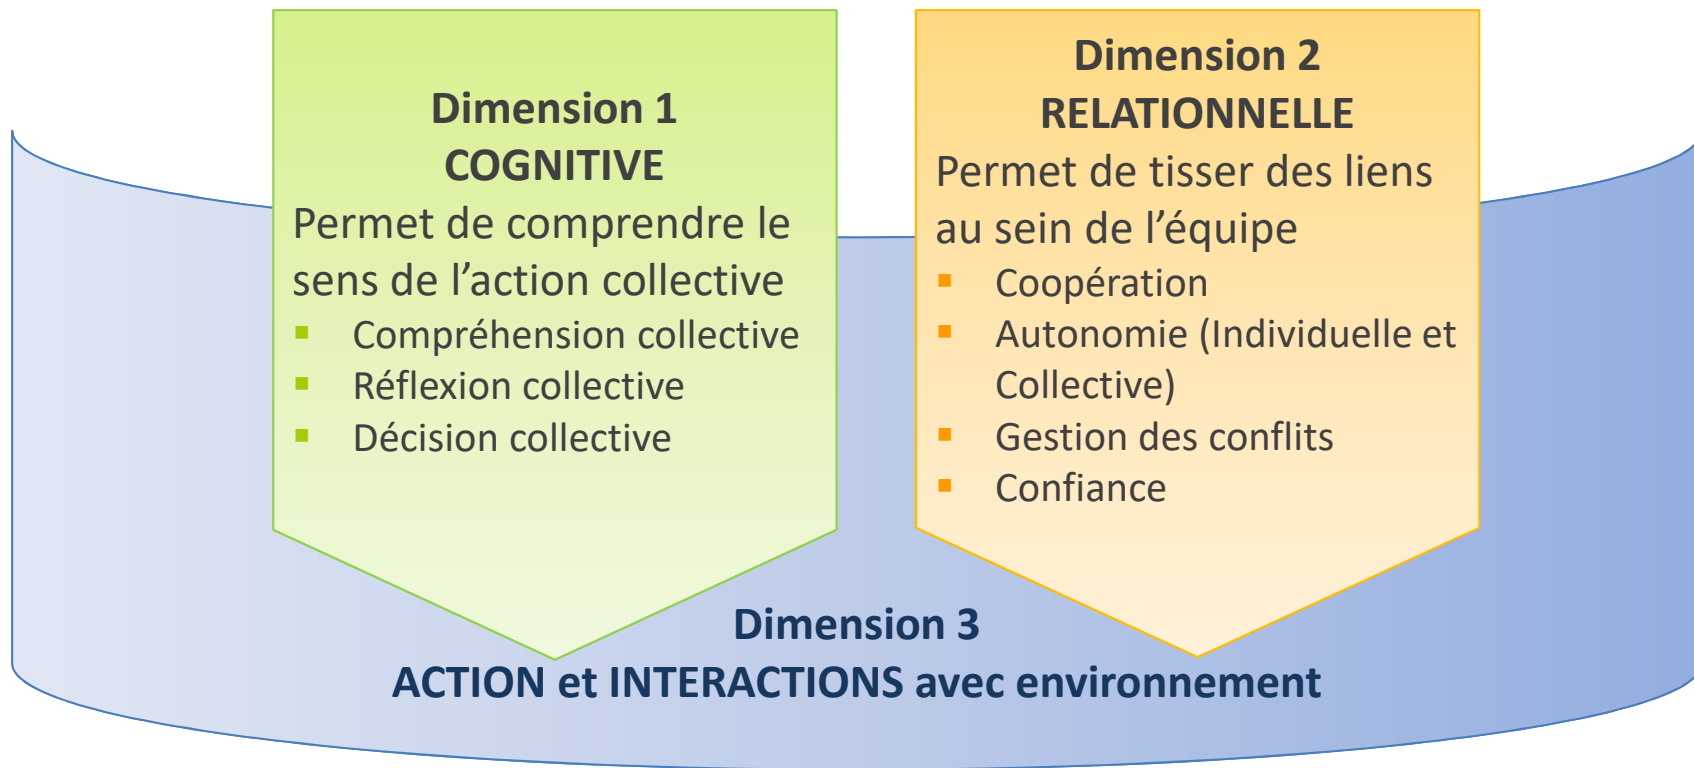 Dimension 1
COGNITIVE
Permet de comprendre le
sens de l’action collective
▪ Compréhension collective
▪ Réflexion collective
▪ Décision collective
Dimension 2
RELATIONNELLE
Permet de tisser des liens
au sein de l’équipe
▪ Coopération
▪ Autonomie (Individuelle et
Collective)
▪ Gestion des conflits
▪ Confiance
Dimension 3
ACTION et INTERACTIONS avec environnement